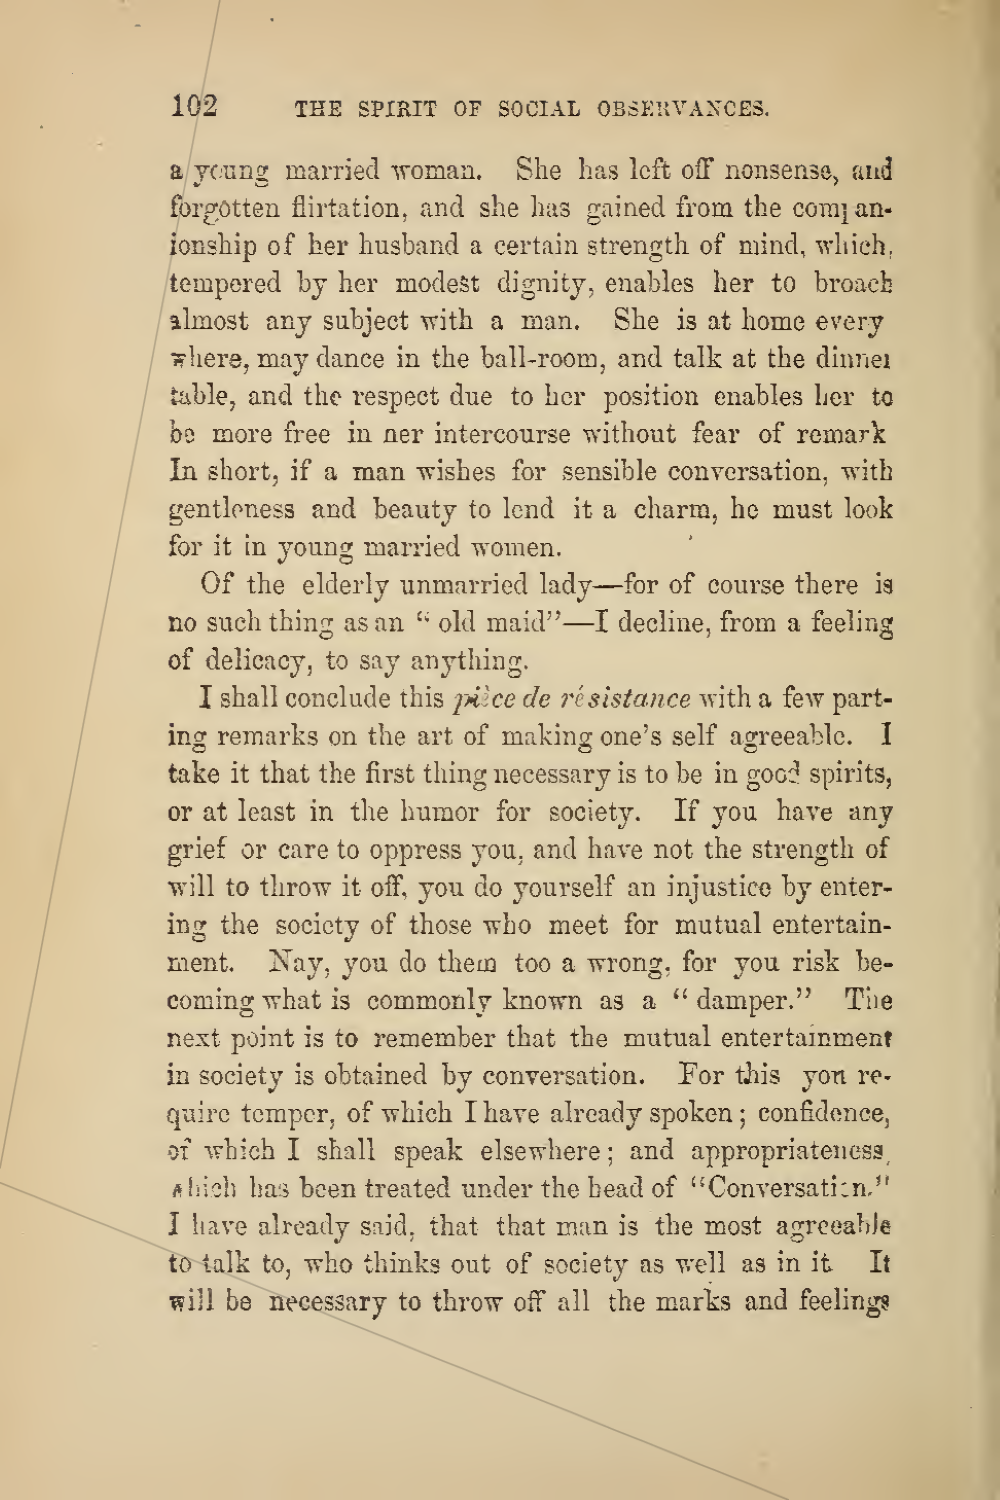 102 THE SPIRIT OF SOCIAL OBSERVANCES.
a young married woman. She has left off nonsense, and
forgotten flirtation, and she has gained from the compan-
ionship of her husband a certain strength of mind, which,
tempered by her modest dignity, enables her to broach
almost any subject with a man. She is at home every
where, may dance in the ball-room, and talk at the dinner
table, and the respect due to her position enables her to
be more free in her intercourse without fear of remark
In short, if a man wishes for sensible conversation, with
gentleness and beauty to lend it a charm, he must look
for it in young married women.
Of the elderly unmarried lady—for of course there is
no such thing as an “ old maid”—I decline, from a feeling
of delicacy, to say anything.
I shall conclude this pièce de résistance with a few part-
ing remarks on the art of making one’s self agreeable. I
take it that the first thing necessary is to be in good spirits,
or at least in the humor for society. If you have any
grief or care to oppress you, and have not the strength of
will to throw it off, you do yourself an injustice by enter-
ing the society of those who meet for mutual entertain-
ment. Nay, you do them too a wrong, for you risk be-
coming what is commonly known as a “ damper.” The
next point is to remember that the mutual entertainment
in society is obtained by conversation. For this you re-
quire temper, of which I have already spoken ; confidence,
of which I shall speak elsewhere ; and appropriateness,
which has been treated under the head of “Conversation.”
I have already said, that that man is the most agreeable
to talk to, who thinks out of society as well as in it It
will be necessary to throw off all the marks and feelings